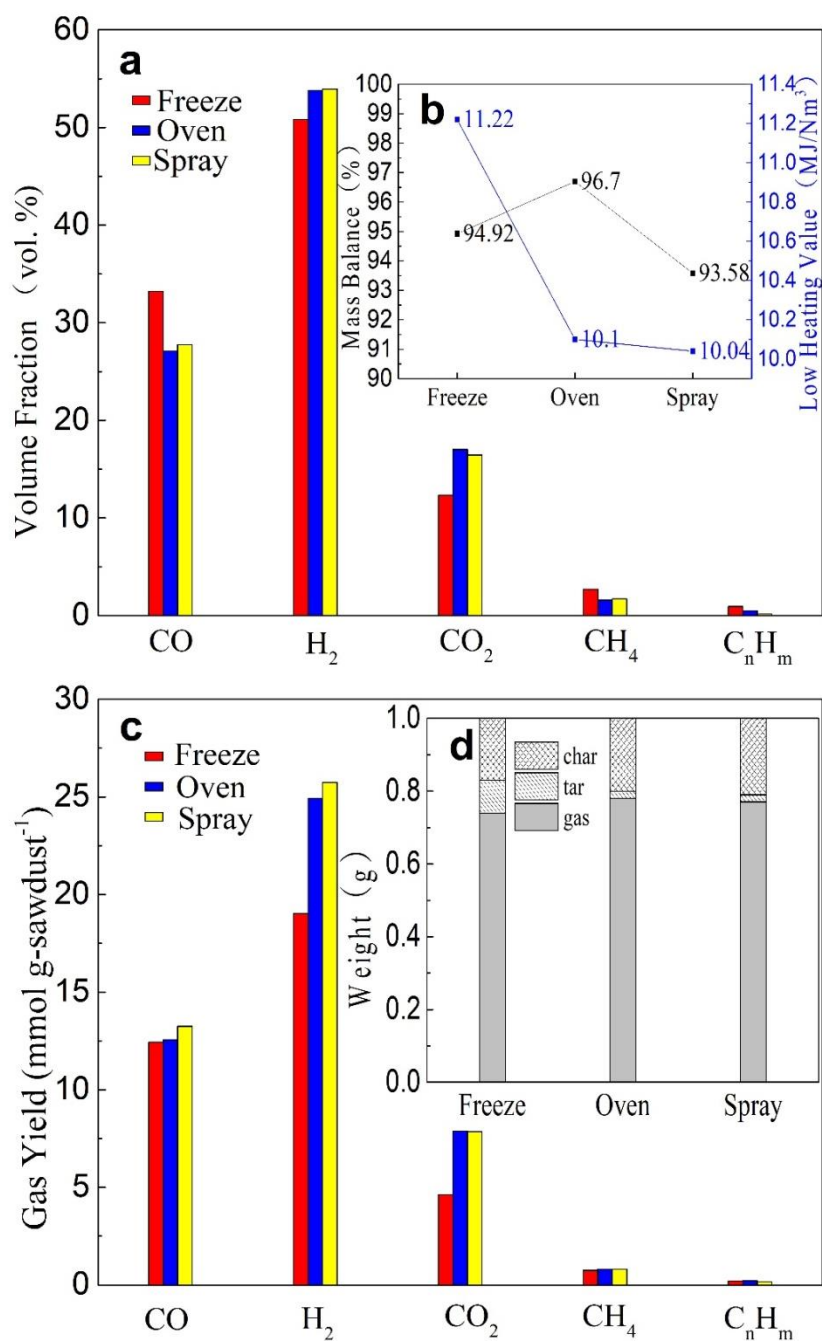 a
Freeze
Oven
Spray
Volume Fraction (vol. %)
60
50
40
30
20
10
0
CO
H₂
CO₂
CH₄
CₙHₘ
b
Mass Balance (%)
100
99
98
97
96
95
94
93
92
91
90
11.22
94.92
96.7
10.1
93.58
10.04
Freeze
Oven
Spray
11.4
11.2
11.0
10.8
10.6
10.4
10.2
10.0
Low Heating Value (MJ/Nm³)
c
Freeze
Oven
Spray
Gas Yield (mmol g-sawdust⁻¹)
30
25
20
15
10
5
0
CO
H₂
CO₂
CH₄
CₙHₘ
d
char
tar
gas
Weight (g)
1.0
0.8
0.6
0.4
0.2
0.0
Freeze
Oven
Spray